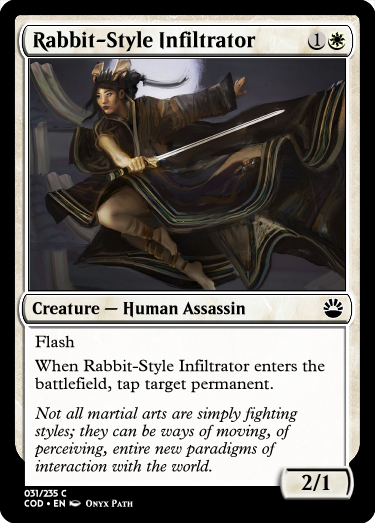 Rabbit-Style Infiltrator 1
Creature — Human Assassin
Flash
When Rabbit-Style Infiltrator enters the
battlefield, tap target permanent.
Not all martial arts are simply fighting
styles; they can be ways of moving, of
perceiving, entire new paradigms of
interaction with the world.
2/1
031/235 C
COD • EN Onyx Path